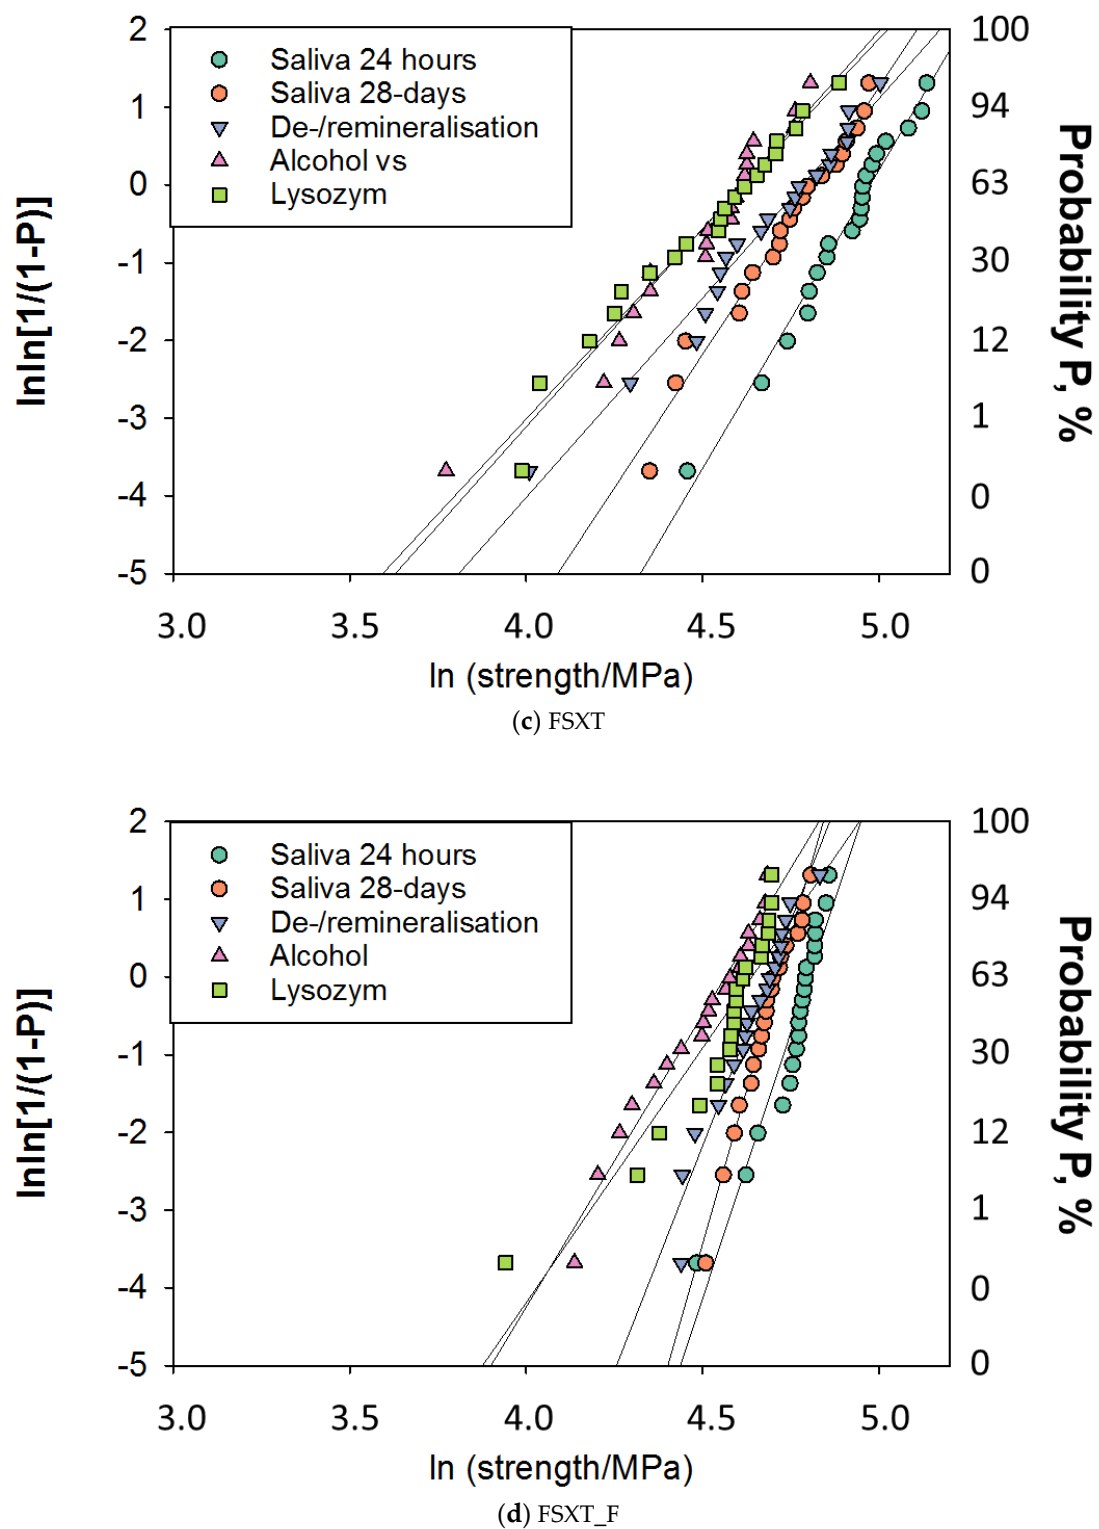 2
1
0
-1
-2
-3
-4
-5
lnln[1/(1-P)]
Saliva 24 hours
Saliva 28-days
De-/remineralisation
Alcohol vs
Lysozym
100
94
63
30
12
1
0
0
Probability P, %
3.0 3.5 4.0 4.5 5.0
ln (strength/MPa)
(c) FSXT
2
1
0
-1
-2
-3
-4
-5
lnln[1/(1-P)]
Saliva 24 hours
Saliva 28-days
De-/remineralisation
Alcohol
Lysozym
100
94
63
30
12
1
0
0
Probability P, %
3.0 3.5 4.0 4.5 5.0
ln (strength/MPa)
(d) FSXT_F